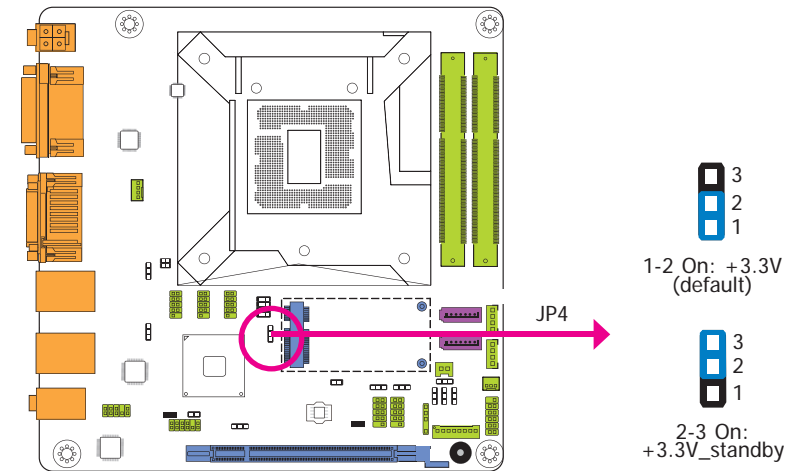 JP4
3
2
1
1-2 On: +3.3V
(default)
3
2
1
2-3 On:
+3.3V_standby